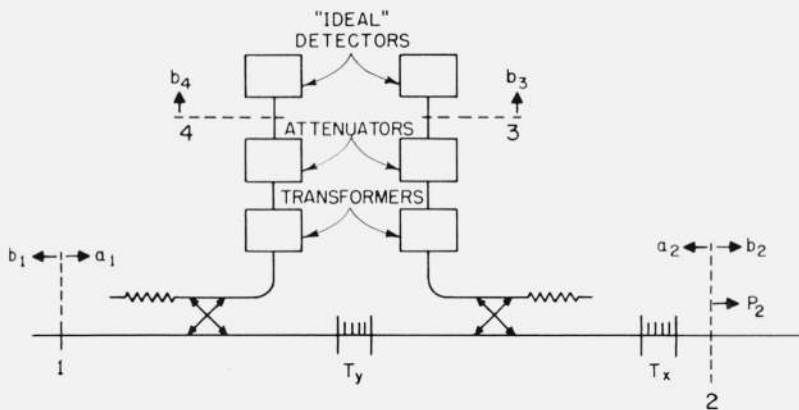 "IDEAL"
DETECTORS
b4
b3
4
3
ATTENUATORS
TRANSFORMERS
b1
a1
a2
b2
P2
Ty
Tx
1
2